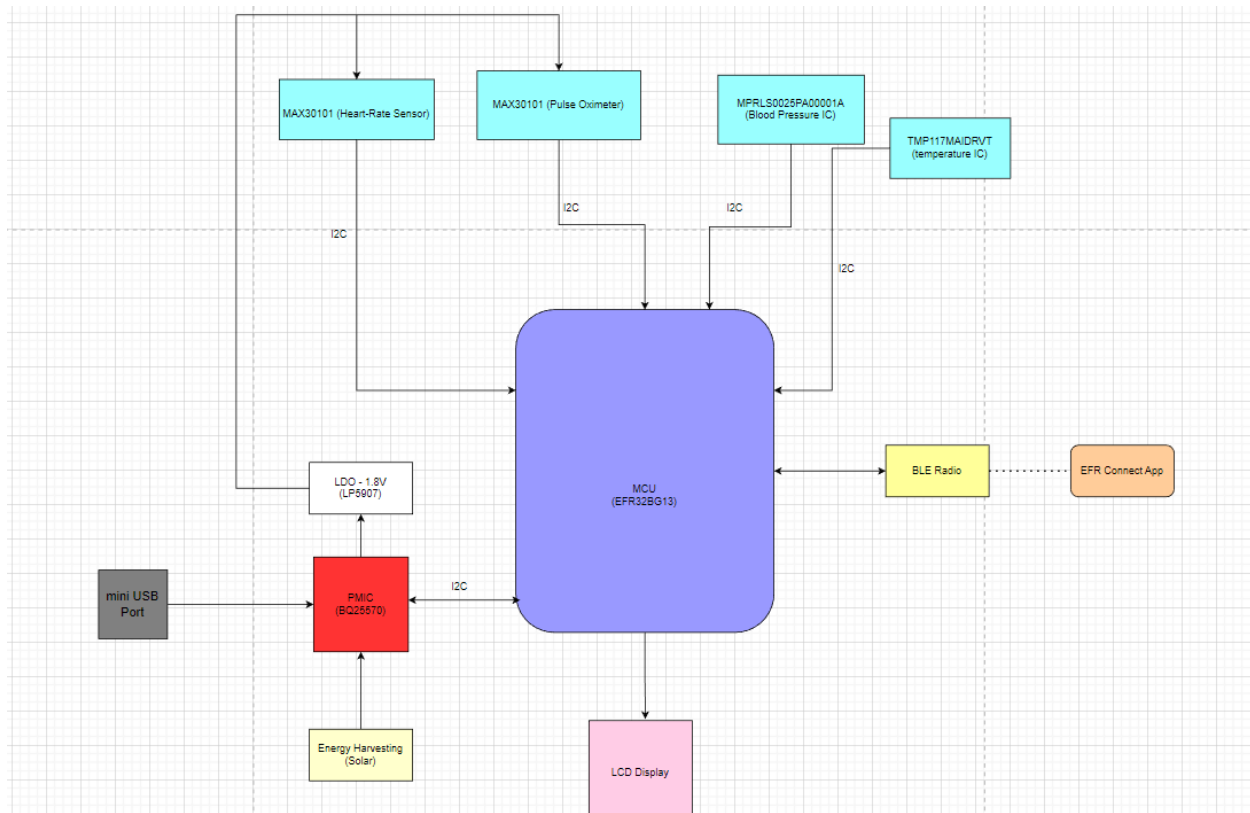 MAX30101 (Heart-Rate Sensor)
MAX30101 (Pulse Oximeter)
MPRLS0025PA00001A
(Blood Pressure IC)
TMP117MAIDRVT
(temperature IC)
I2C
I2C
I2C
I2C
LDO - 1.8V
(LP5907)
MCU
(EFR32BG13)
BLE Radio
EFR Connect App
mini USB
Port
PMIC
(BQ25570)
I2C
Energy Harvesting
(Solar)
LCD Display